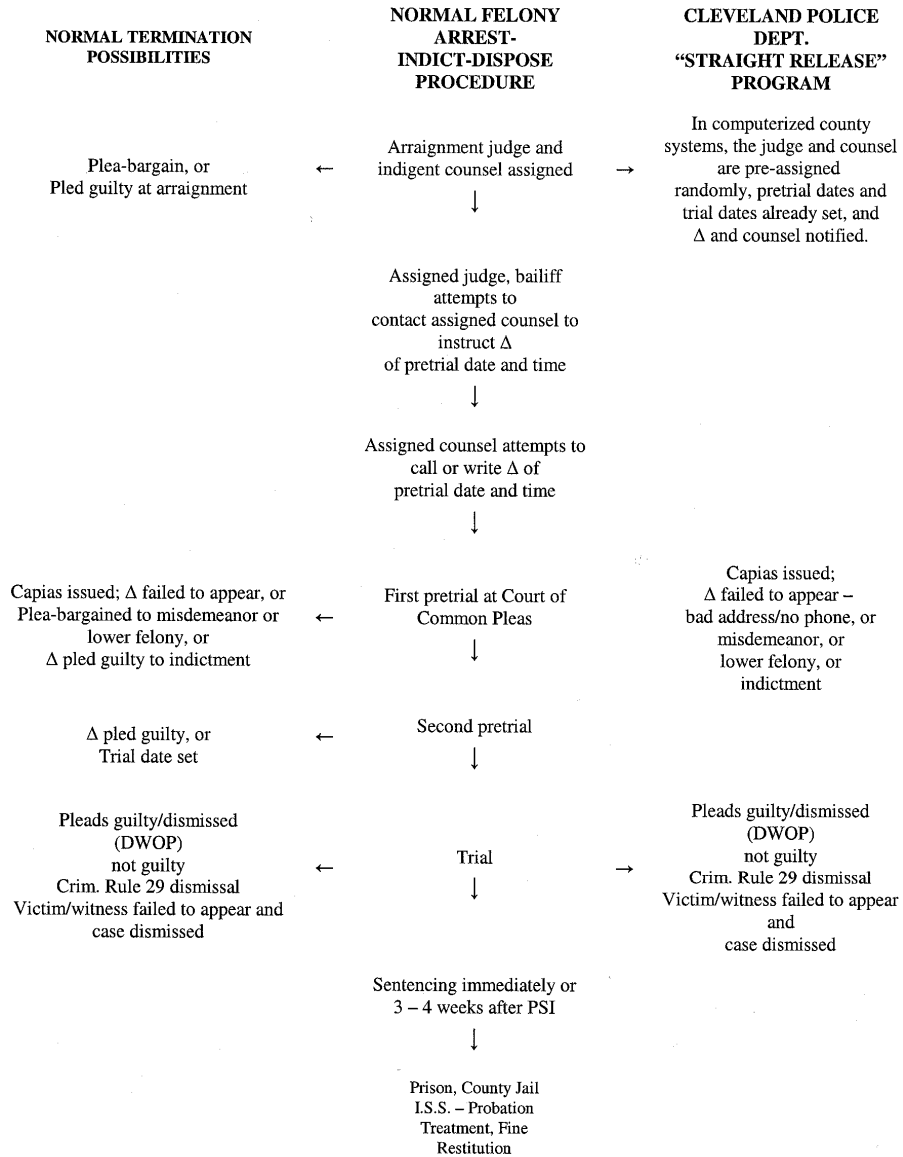 NORMAL TERMINATION
POSSIBILITIES
NORMAL FELONY
ARREST-
INDICT-DISPOSE
PROCEDURE
CLEVELAND POLICE
DEPT.
“STRAIGHT RELEASE”
PROGRAM
Plea-bargain, or
Pled guilty at arraignment
←
Arraignment judge and
indigent counsel assigned
↓
→
In computerized county
systems, the judge and counsel
are pre-assigned
randomly, pretrial dates and
trial dates already set, and
Δ and counsel notified.
Assigned judge, bailiff
attempts to
contact assigned counsel to
instruct Δ
of pretrial date and time
↓
Assigned counsel attempts to
call or write Δ of
pretrial date and time
↓
Capias issued; Δ failed to appear, or
Plea-bargained to misdemeanor or
lower felony, or
Δ pled guilty to indictment
←
First pretrial at Court of
Common Pleas
↓
Capias issued;
Δ failed to appear –
bad address/no phone, or
misdemeanor, or
lower felony, or
indictment
Δ pled guilty, or
Trial date set
←
Second pretrial
↓
Pleads guilty/dismissed
(DWOP)
not guilty
Crim. Rule 29 dismissal
Victim/witness failed to appear and
case dismissed
←
Trial
↓
→
Pleads guilty/dismissed
(DWOP)
not guilty
Crim. Rule 29 dismissal
Victim/witness failed to appear
and
case dismissed
Sentencing immediately or
3 – 4 weeks after PSI
↓
Prison, County Jail
I.S.S. – Probation
Treatment, Fine
Restitution